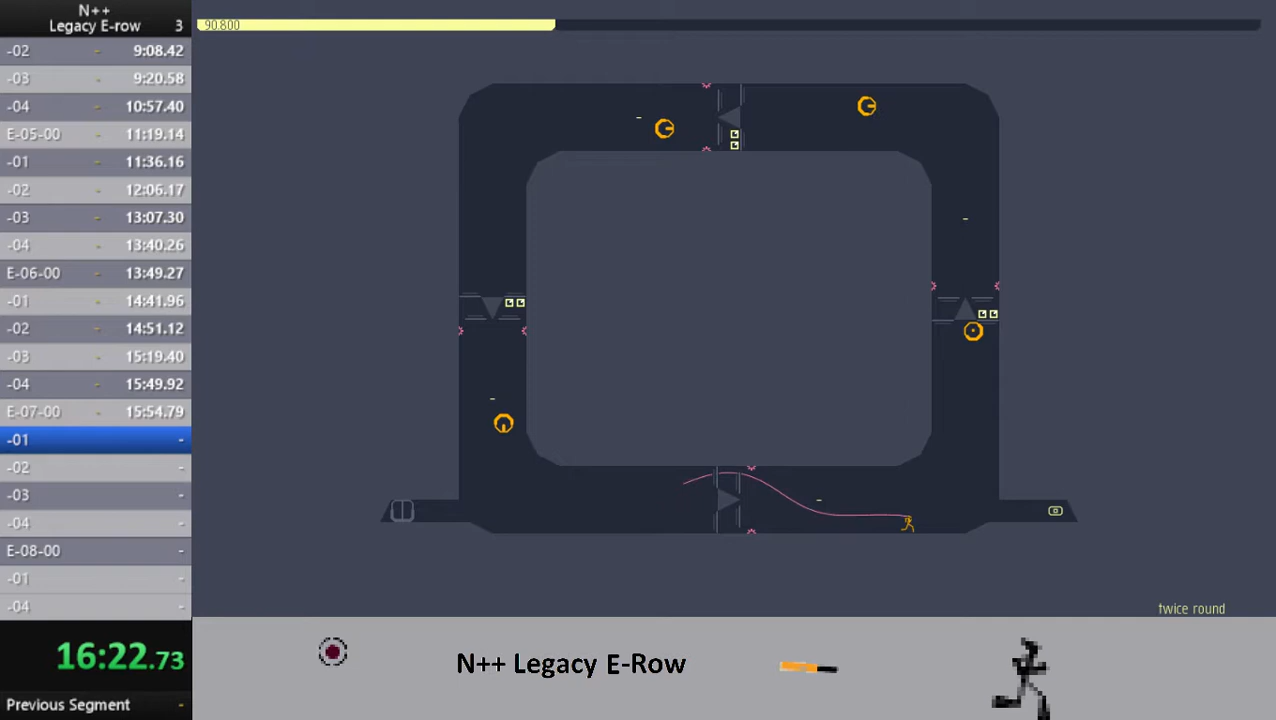 N++
Legacy E-row 3
-02 - 9:08.42
-03 - 9:20.58
-04 - 10:57.40
E-05-00 - 11:19.14
-01 - 11:36.16
-02 - 12:06.17
-03 - 13:07.30
-04 - 13:40.26
E-06-00 - 13:49.27
-01 - 14:41.96
-02 - 14:51.12
-03 - 15:19.40
-04 - 15:49.92
E-07-00 - 15:54.79
-01 -
-02 -
-03 -
-04 -
E-08-00 -
-01 -
-04 -
16:22.73
Previous Segment -
90.800
twice round
N++ Legacy E-Row